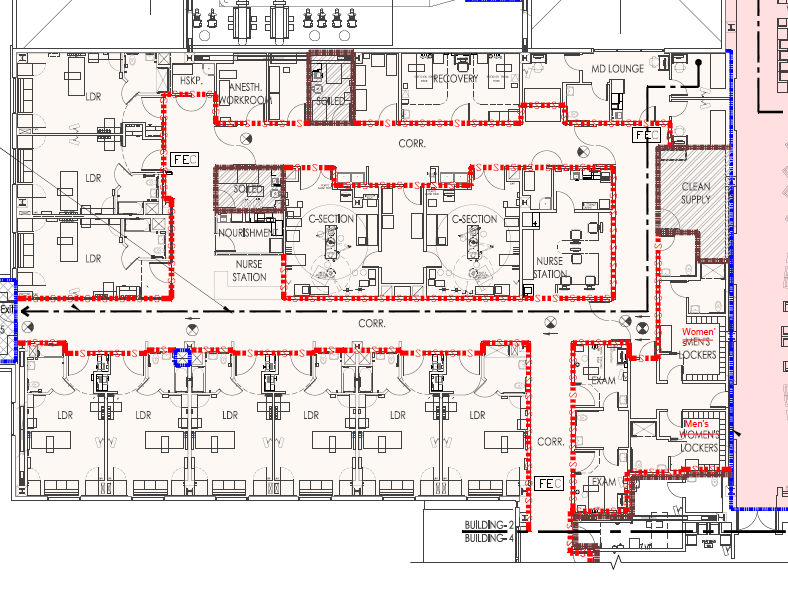 HSKP.
LDR
ANESTH.
WORKROOM
SOILED
RECOVERY
MD LOUNGE
FEC
CORR.
FEC
LDR
SOILED
CLEAN
SUPPLY
C-SECTION
C-SECTION
NOURISHMENT
LDR
NURSE
STATION
NURSE
STATION
Exit
5
CORR.
Women'
sMEN'S
LOCKERS
EXAM
LDR
LDR
LDR
LDR
LDR
LDR
Men's
WOMEN'S
LOCKERS
CORR.
FEC
EXAM
BUILDING-2
BUILDING-4